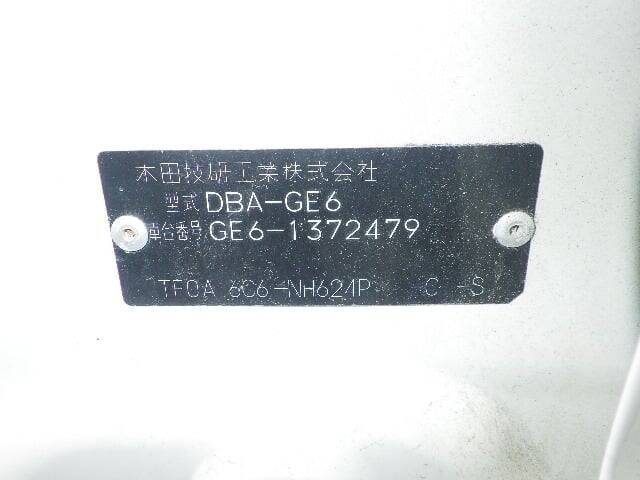 本田技研工業株式会社
型式 DBA-GE6
車台番号 GE6-1372479
TF0A 6C6-NH624P C -S